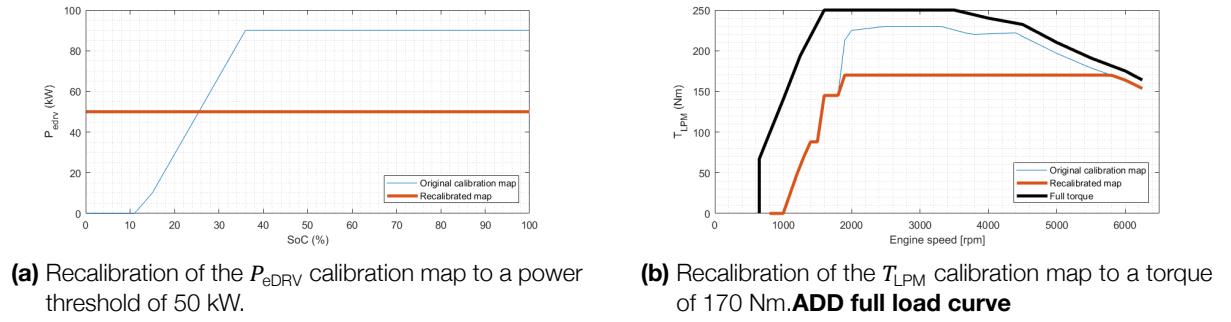 100
80
60
40
20
0
P_edrv (kW)
Original calibration map
Recalibrated map
0 10 20 30 40 50 60 70 80 90 100
SoC (%)
(a) Recalibration of the P_eDRV calibration map to a power
threshold of 50 kW.
250
200
150
100
50
0
T_LPM (Nm)
Original calibration map
Recalibrated map
Full torque
0 1000 2000 3000 4000 5000 6000
Engine speed [rpm]
(b) Recalibration of the T_LPM calibration map to a torque
of 170 Nm.ADD full load curve